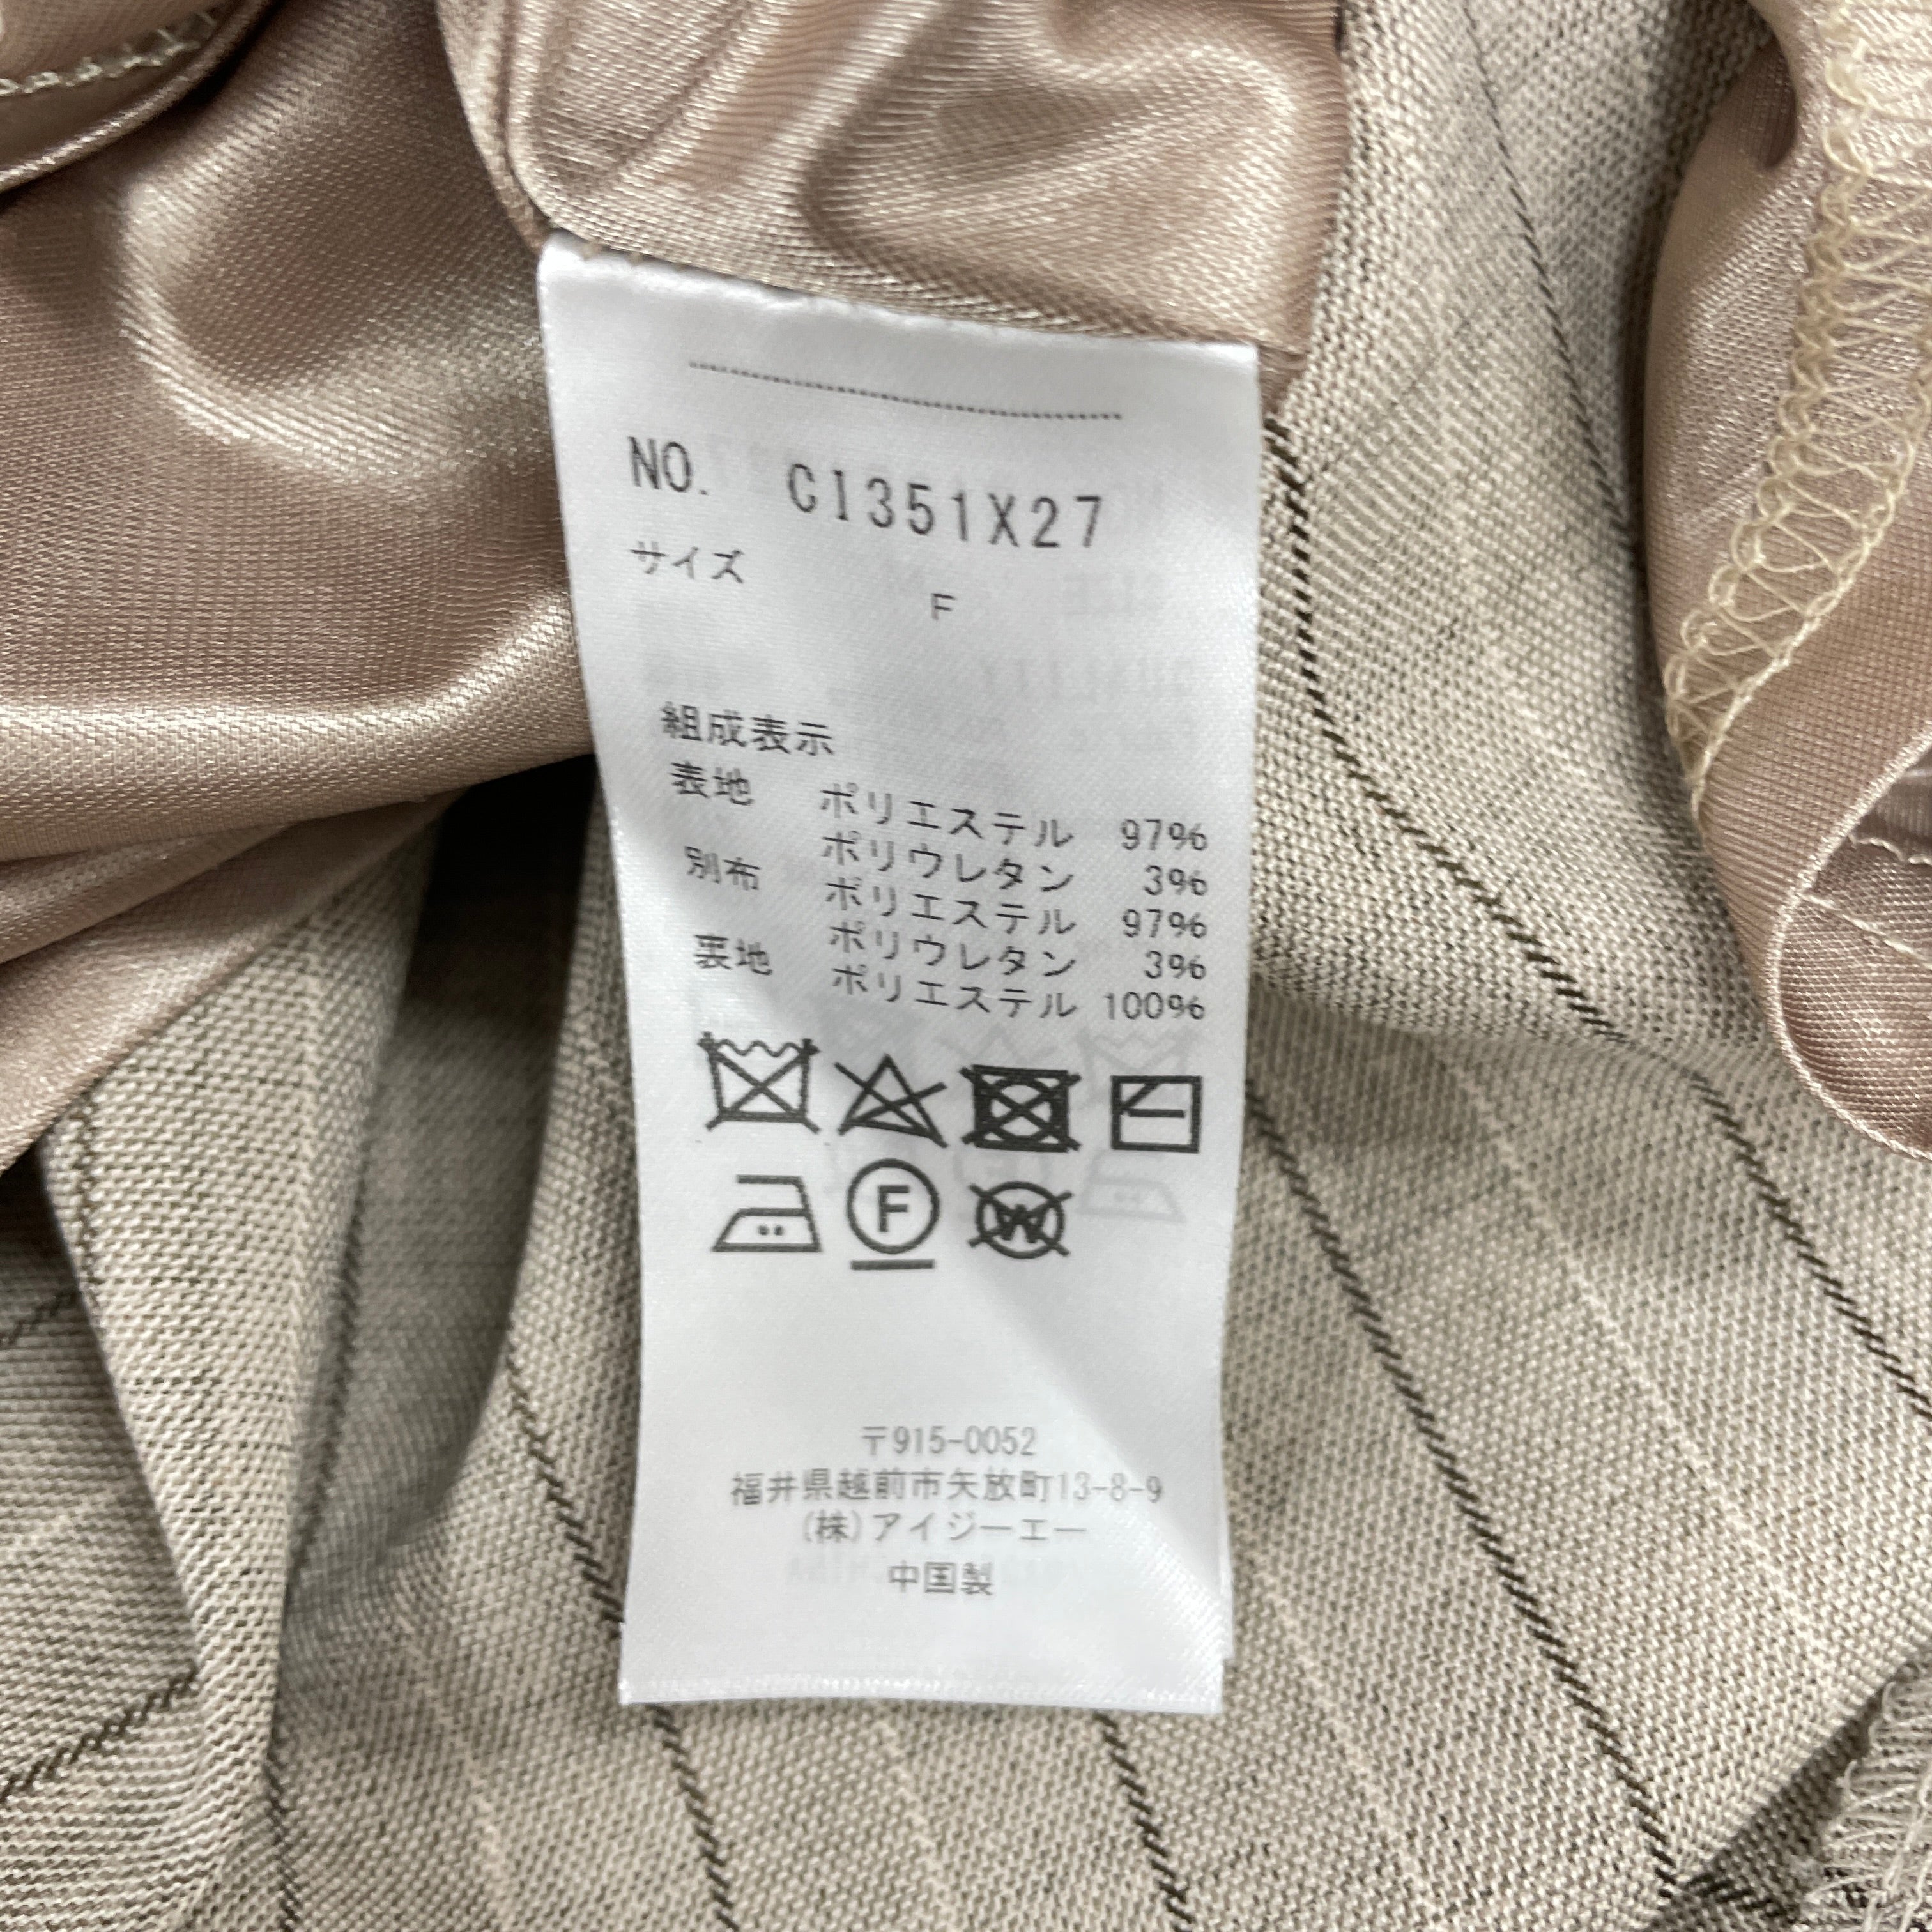 NO. CI351X27
サイズ
F
組成表示
表地 ポリエステル 97%
ポリウレタン 3%
別布 ポリエステル 97%
ポリウレタン 3%
裏地 ポリエステル 100%
F W
〒915-0052
福井県越前市矢放町13-8-9
(株)アイジーエー
中国製